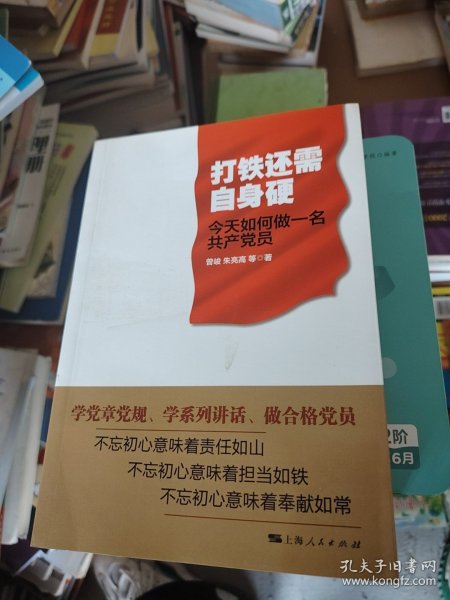 打铁还需
自身硬
今天如何做一名
共产党员
曾峻 朱亮高 等○著
学党章党规、学系列讲话、做合格党员
不忘初心意味着责任如山
不忘初心意味着担当如铁
不忘初心意味着奉献如常
上海人民出版社
阶
6月
孔夫子旧书网
www.kongfz.com